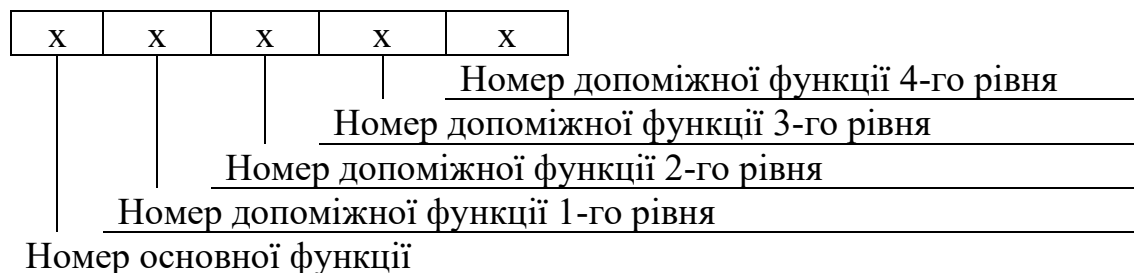 х х х х х
Номер допоміжної функції 4-го рівня
Номер допоміжної функції 3-го рівня
Номер допоміжної функції 2-го рівня
Номер допоміжної функції 1-го рівня
Номер основної функції